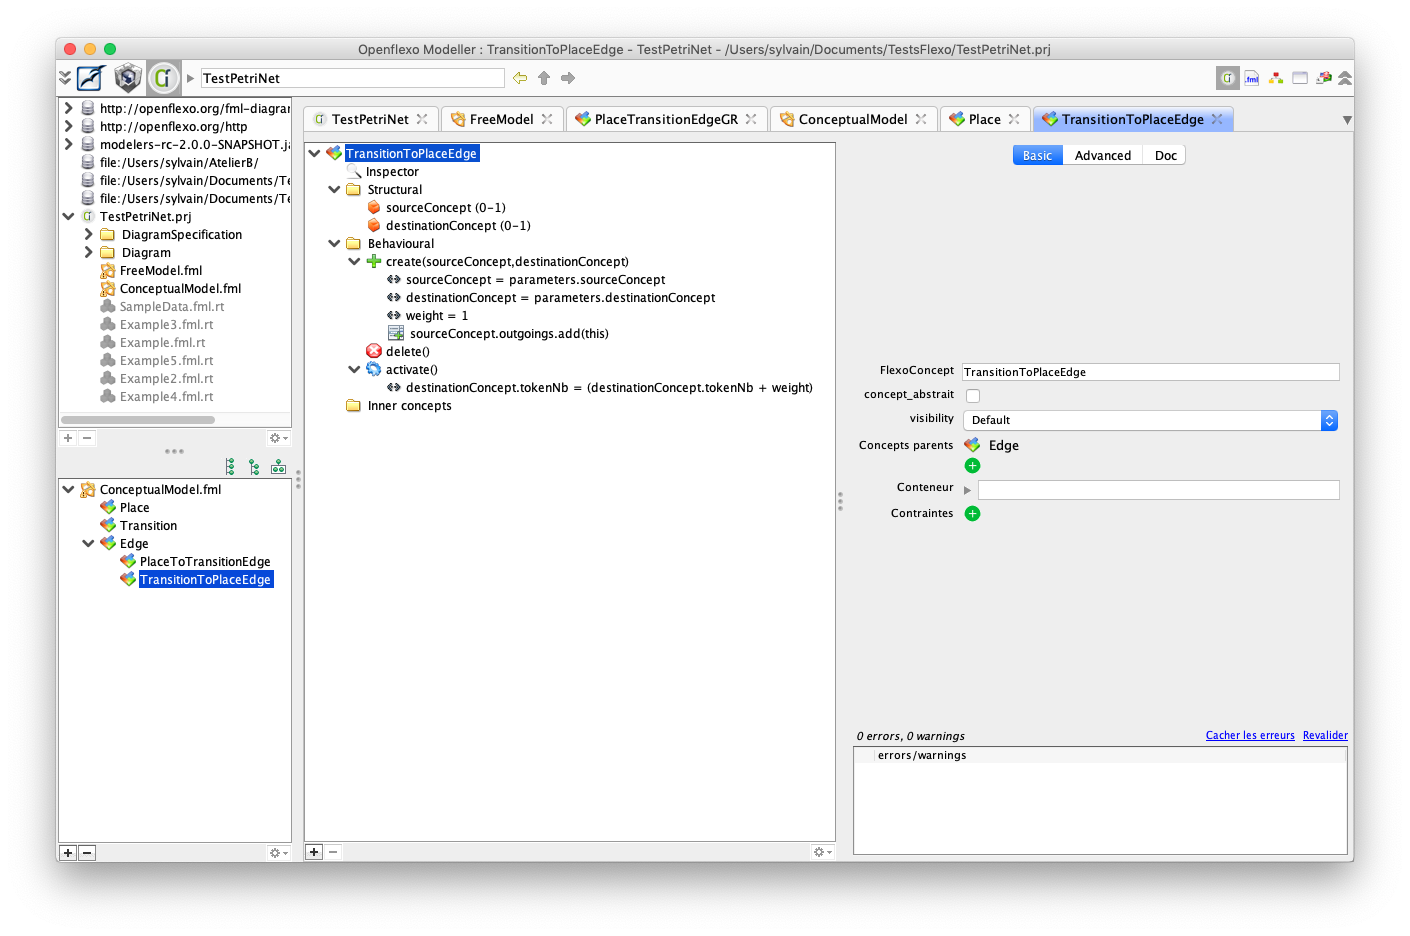 Openflexo Modeller : TransitionToPlaceEdge - TestPetriNet - /Users/sylvain/Documents/TestsFlexo/TestPetriNet.prj
TestPetriNet
.fml
http://openflexo.org/fml-diagran
http://openflexo.org/http
modelers-rc-2.0.0-SNAPSHOT.ja
file:/Users/sylvain/AtelierB/
file:/Users/sylvain/Documents/Te
file:/Users/sylvain/Documents/Te
TestPetriNet.prj
DiagramSpecification
Diagram
FreeModel.fml
ConceptualModel.fml
SampleData.fml.rt
Example3.fml.rt
Example.fml.rt
Example5.fml.rt
Example2.fml.rt
Example4.fml.rt
ConceptualModel.fml
Place
Transition
Edge
PlaceToTransitionEdge
TransitionToPlaceEdge
TestPetriNet FreeModel PlaceTransitionEdgeGR ConceptualModel Place TransitionToPlaceEdge
TransitionToPlaceEdge
Inspector
Structural
sourceConcept (0-1)
destinationConcept (0-1)
Behavioural
create(sourceConcept,destinationConcept)
sourceConcept = parameters.sourceConcept
destinationConcept = parameters.destinationConcept
weight = 1
sourceConcept.outgoings.add(this)
delete()
activate()
destinationConcept.tokenNb = (destinationConcept.tokenNb + weight)
Inner concepts
Basic Advanced Doc
FlexoConcept TransitionToPlaceEdge
concept_abstrait
visibility Default
Concepts parents Edge
Conteneur
Contraintes
0 errors, 0 warnings Cacher les erreurs Revalider
errors/warnings